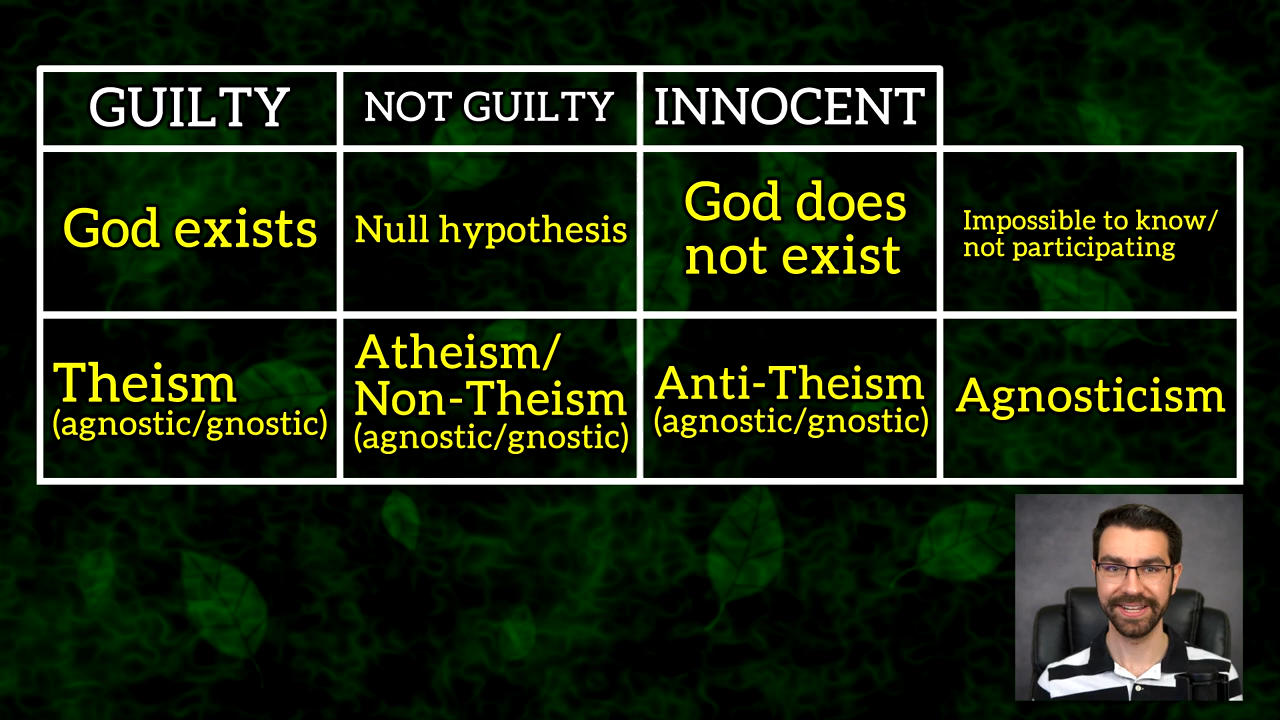 GUILTY
NOT GUILTY
INNOCENT
God exists
Null hypothesis
God does
not exist
Impossible to know/
not participating
Theism
(agnostic/gnostic)
Atheism/
Non-Theism
(agnostic/gnostic)
Anti-Theism
(agnostic/gnostic)
Agnosticism